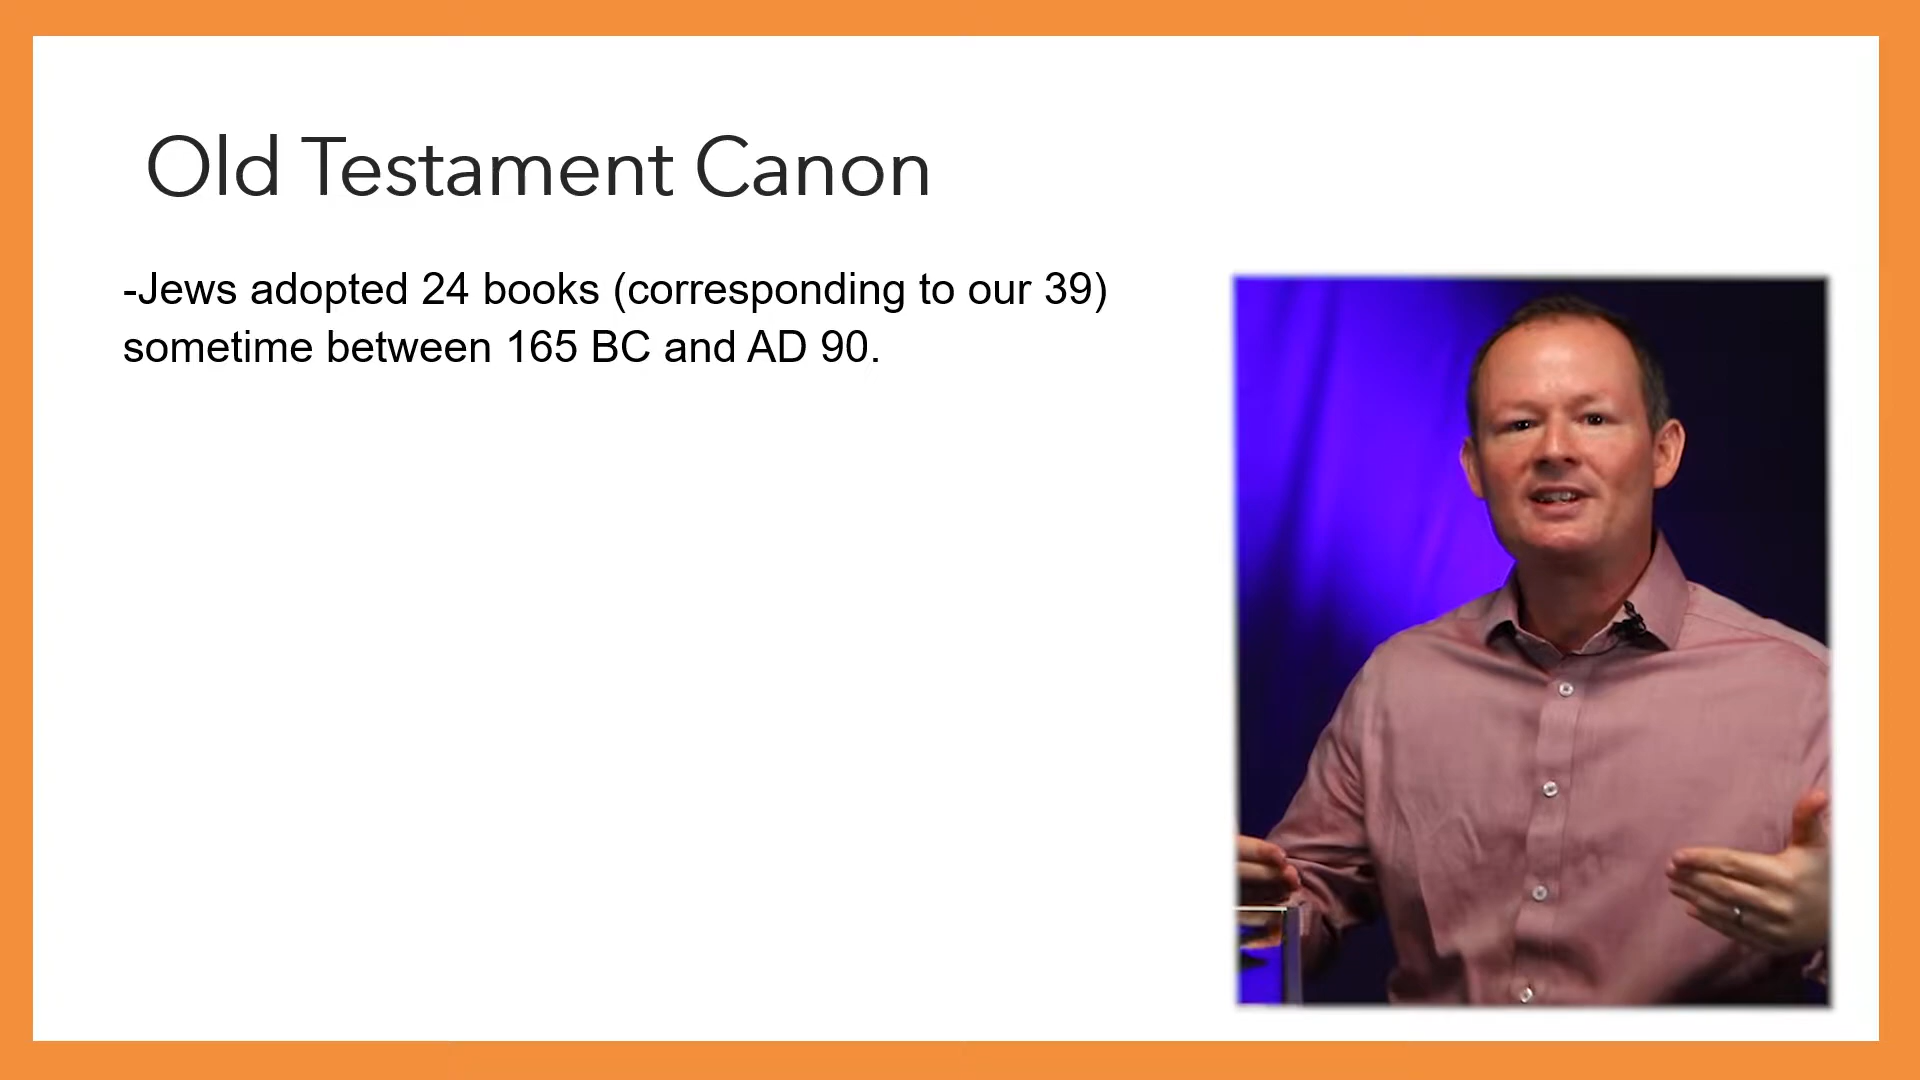 Old Testament Canon
-Jews adopted 24 books (corresponding to our 39)
sometime between 165 BC and AD 90.